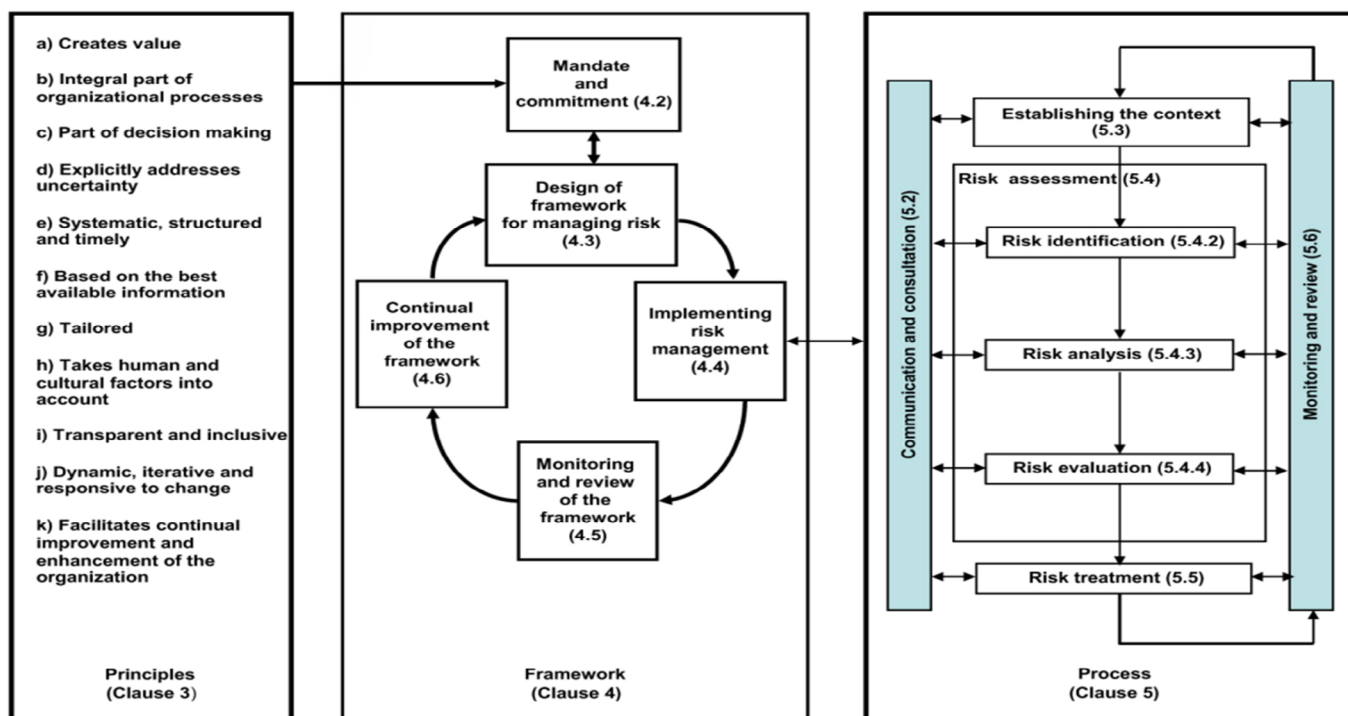 a) Creates value
b) Integral part of
organizational processes
c) Part of decision making
d) Explicitly addresses
uncertainty
e) Systematic, structured
and timely
f) Based on the best
available information
g) Tailored
h) Takes human and
cultural factors into
account
i) Transparent and inclusive
j) Dynamic, iterative and
responsive to change
k) Facilitates continual
improvement and
enhancement of the
organization
Principles
(Clause 3)
Mandate
and
commitment (4.2)
Design of
framework
for managing risk
(4.3)
Implementing
risk
management
(4.4)
Monitoring
and review
of the
framework
(4.5)
Continual
improvement
of the
framework
(4.6)
Framework
(Clause 4)
Communication and consultation (5.2)
Establishing the context
(5.3)
Risk assessment (5.4)
Risk identification (5.4.2)
Risk analysis (5.4.3)
Risk evaluation (5.4.4)
Risk treatment (5.5)
Monitoring and review (5.6)
Process
(Clause 5)